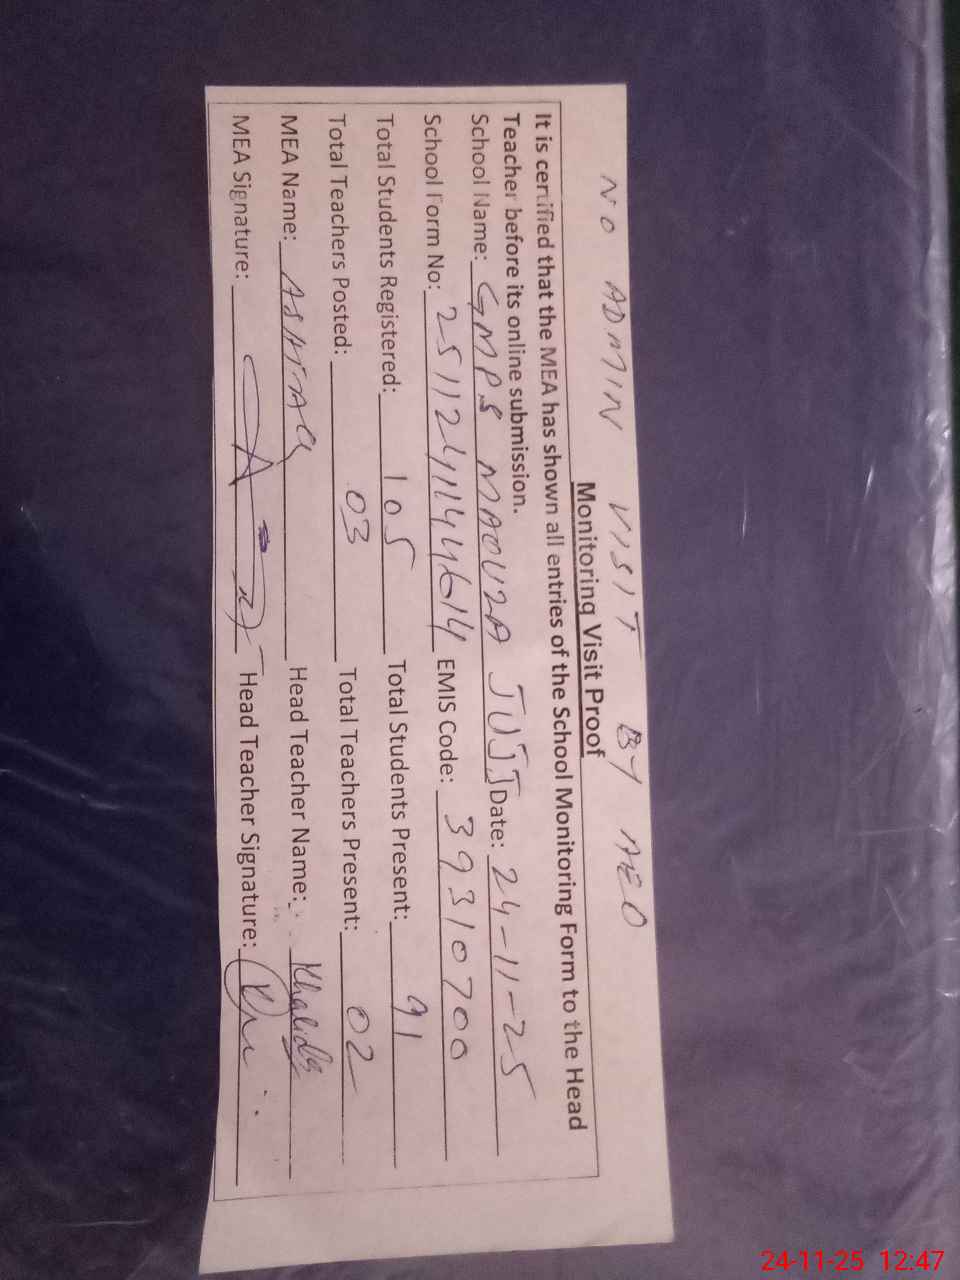 NO ADMIN VISIT BY AEO
Monitoring Visit Proof
It is certified that the MEA has shown all entries of the School Monitoring Form to the Head
Teacher before its online submission.
School Name: GMPS MAOUZA JUJJ Date: 24-11-25
School Form No: EMIS Code: 39310700
Total Students Registered: 105 Total Students Present: 91
Total Teachers Posted: 03 Total Teachers Present: 02
MEA Name: Head Teacher Name: Khalida
MEA Signature: Head Teacher Signature:
24-11-25 12:47